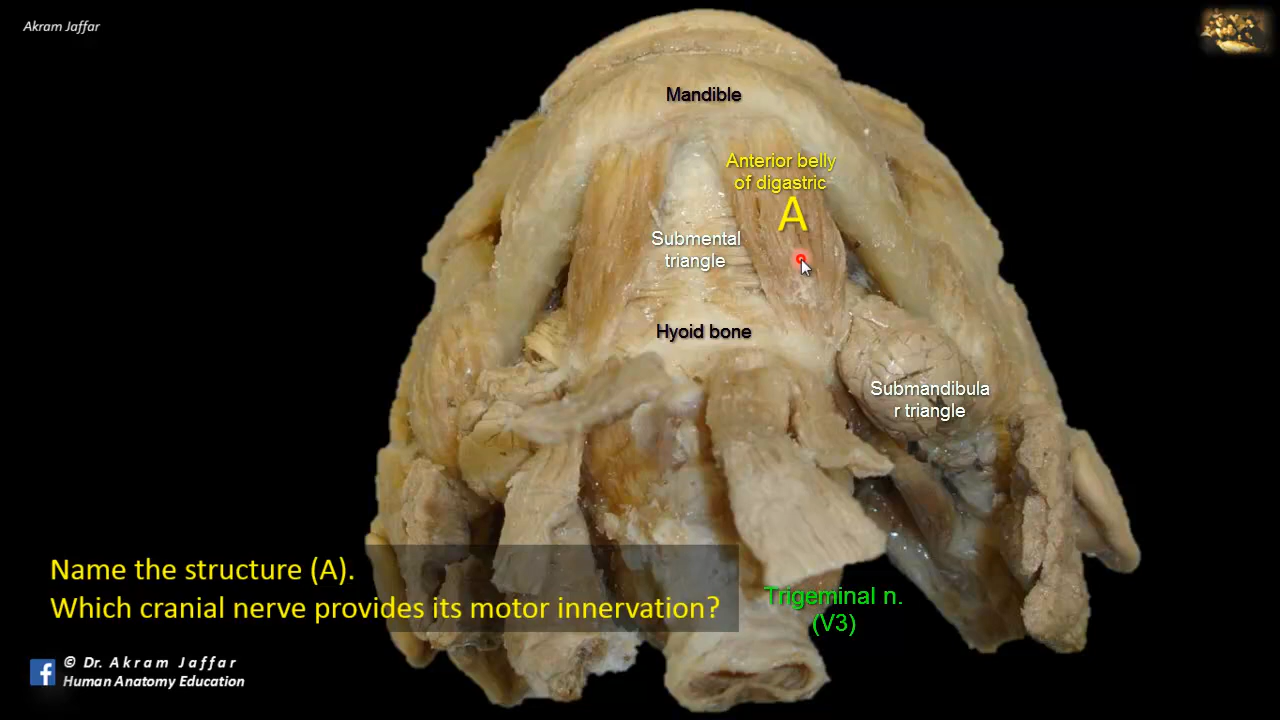 Akram Jaffar
Mandible
Anterior belly
of digastric
A
Submental
triangle
Hyoid bone
Submandibula
r triangle
Name the structure (A).
Which cranial nerve provides its motor innervation?
Trigeminal n.
(V3)
f
© Dr. Akram Jaffar
Human Anatomy Education